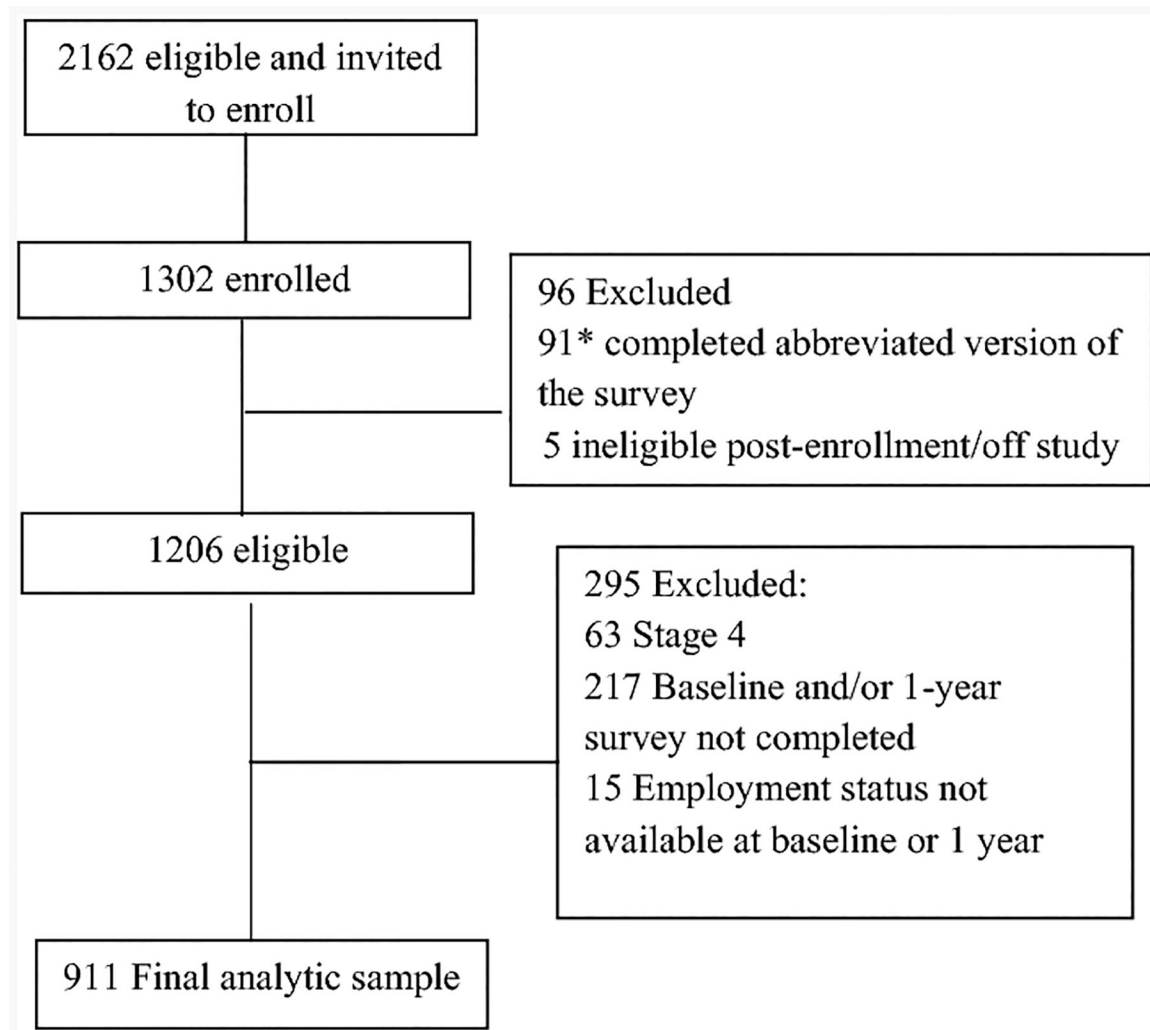 2162 eligible and invited
to enroll
1302 enrolled
96 Excluded
91* completed abbreviated version of
the survey
5 ineligible post-enrollment/off study
1206 eligible
295 Excluded:
63 Stage 4
217 Baseline and/or 1-year
survey not completed
15 Employment status not
available at baseline or 1 year
911 Final analytic sample